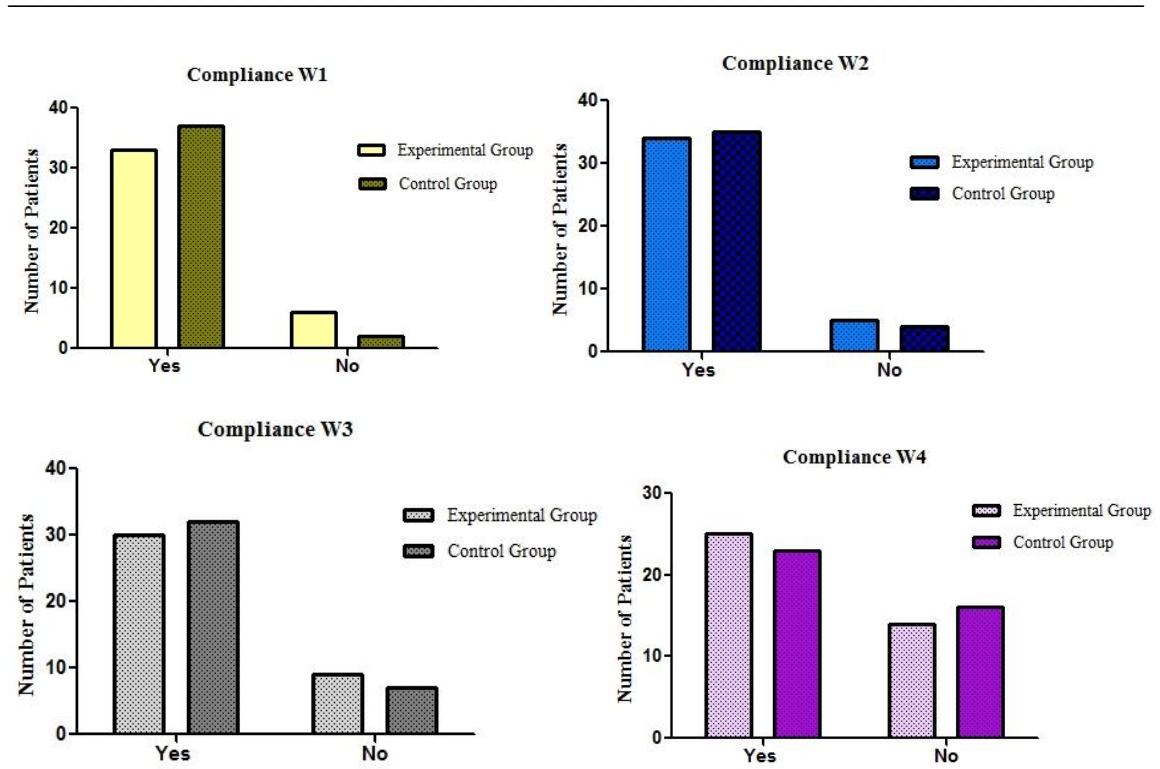 Compliance W1
Number of Patients
40
30
20
10
0
Yes No
Experimental Group
Control Group
Compliance W2
Number of Patients
40
30
20
10
0
Yes No
Experimental Group
Control Group
Compliance W3
Number of Patients
40
30
20
10
0
Yes No
Experimental Group
Control Group
Compliance W4
Number of Patients
30
20
10
0
Yes No
Experimental Group
Control Group